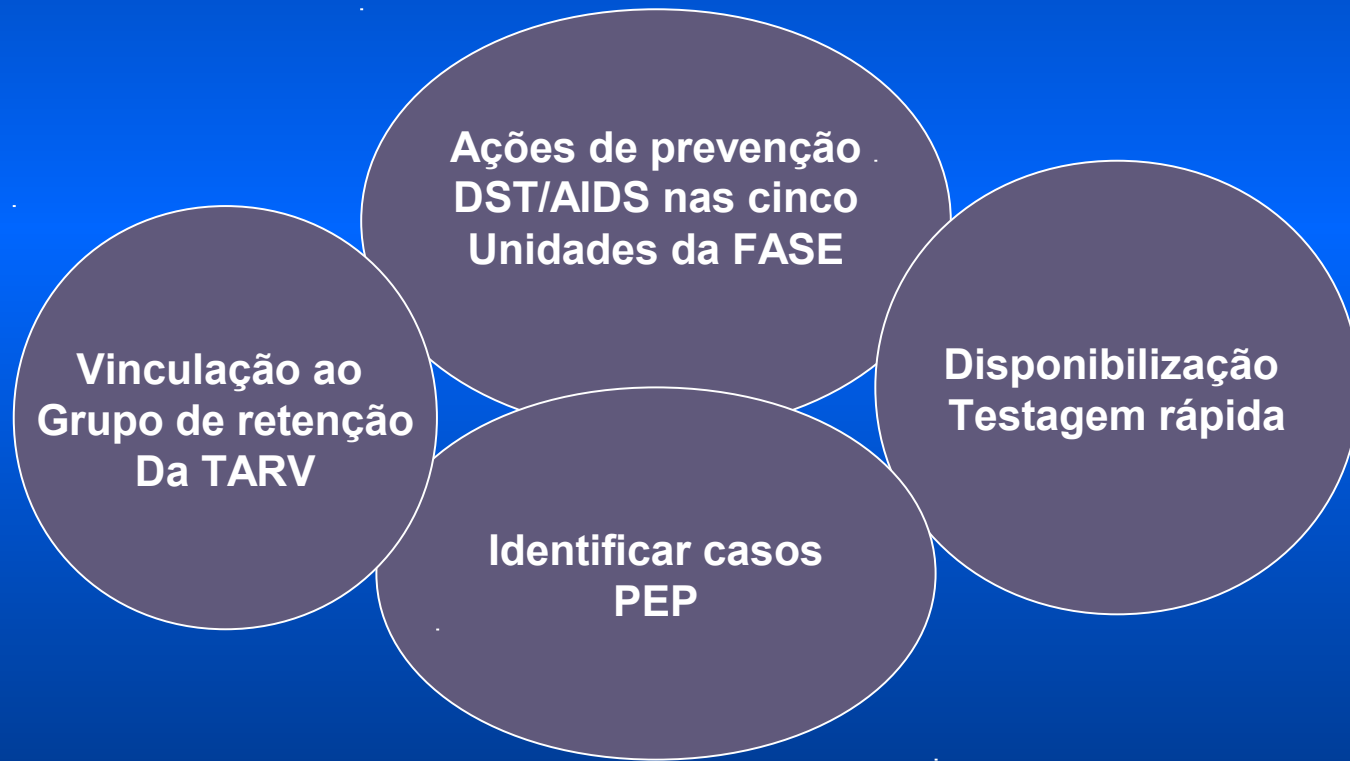 Ações de prevenção
DST/AIDS nas cinco
Unidades da FASE
Vinculação ao
Grupo de retenção
Da TARV
Disponibilização
Testagem rápida
Identificar casos
PEP